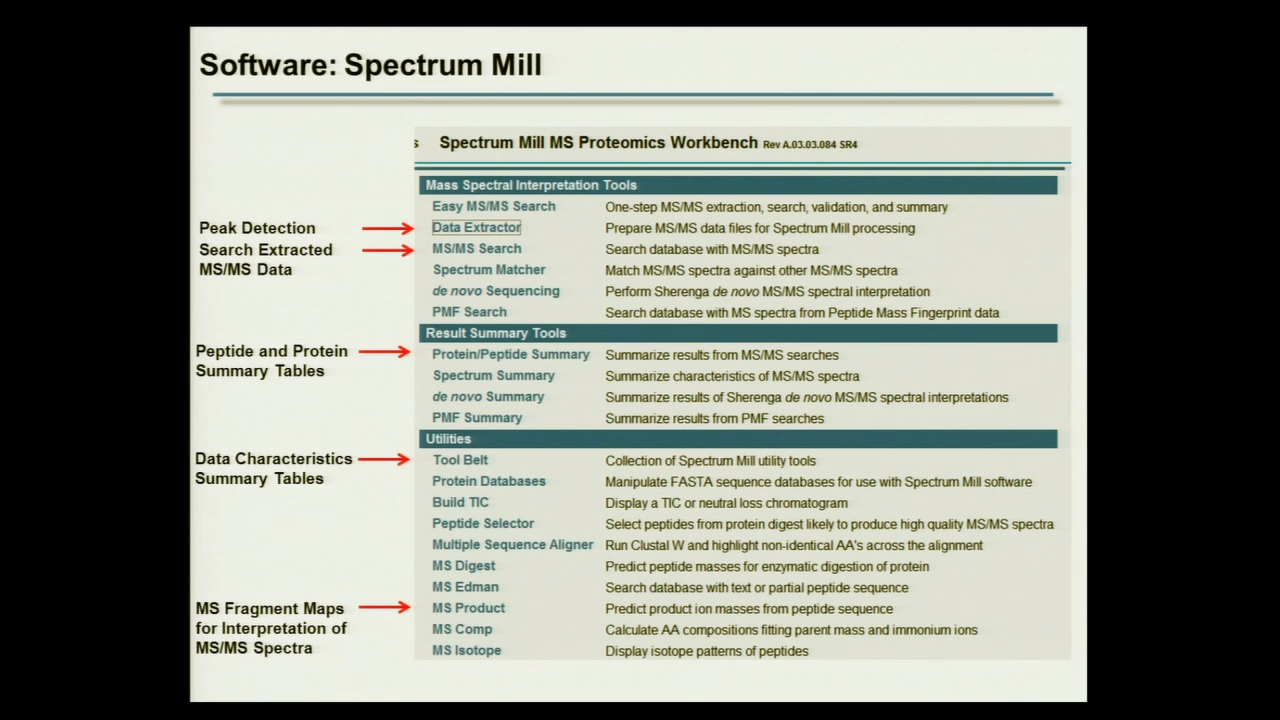 Software: Spectrum Mill
s Spectrum Mill MS Proteomics Workbench Rev A.03.03.084 SR4
Mass Spectral Interpretation Tools
Easy MS/MS Search One-step MS/MS extraction, search, validation, and summary
Peak Detection
Data Extractor Prepare MS/MS data files for Spectrum Mill processing
Search Extracted
MS/MS Data
MS/MS Search Search database with MS/MS spectra
Spectrum Matcher Match MS/MS spectra against other MS/MS spectra
de novo Sequencing Perform Sherenga de novo MS/MS spectral interpretation
PMF Search Search database with MS spectra from Peptide Mass Fingerprint data
Result Summary Tools
Peptide and Protein
Summary Tables
Protein/Peptide Summary Summarize results from MS/MS searches
Spectrum Summary Summarize characteristics of MS/MS spectra
de novo Summary Summarize results of Sherenga de novo MS/MS spectral interpretations
PMF Summary Summarize results from PMF searches
Utilities
Data Characteristics
Summary Tables
Tool Belt Collection of Spectrum Mill utility tools
Protein Databases Manipulate FASTA sequence databases for use with Spectrum Mill software
Build TIC Display a TIC or neutral loss chromatogram
Peptide Selector Select peptides from protein digest likely to produce high quality MS/MS spectra
Multiple Sequence Aligner Run Clustal W and highlight non-identical AA's across the alignment
MS Digest Predict peptide masses for enzymatic digestion of protein
MS Edman Search database with text or partial peptide sequence
MS Fragment Maps
for Interpretation of
MS/MS Spectra
MS Product Predict product ion masses from peptide sequence
MS Comp Calculate AA compositions fitting parent mass and immonium ions
MS Isotope Display isotope patterns of peptides